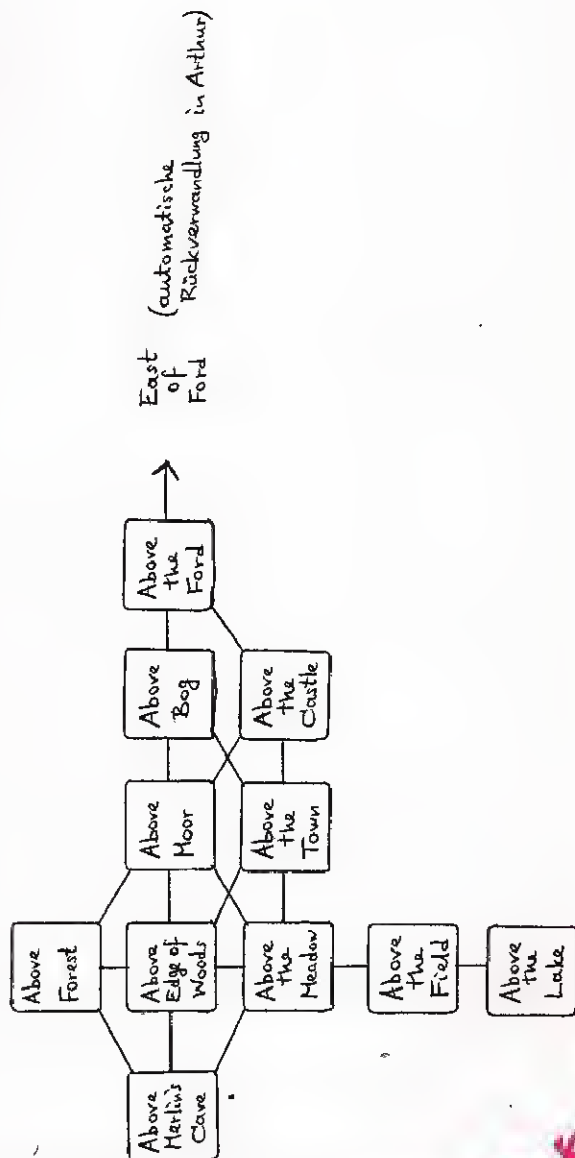 Above
Forest
Above
Merlin's
Cave
Above
Edge of
Woods
Above
Moor
Above
Bog
Above
the
Ford
East
of
Ford
(automatische
Rückverwandlung in Arthur)
Above
the
Meadow
Above
the
Town
Above
the
Castle
Above
the
Field
Above
the
Lake